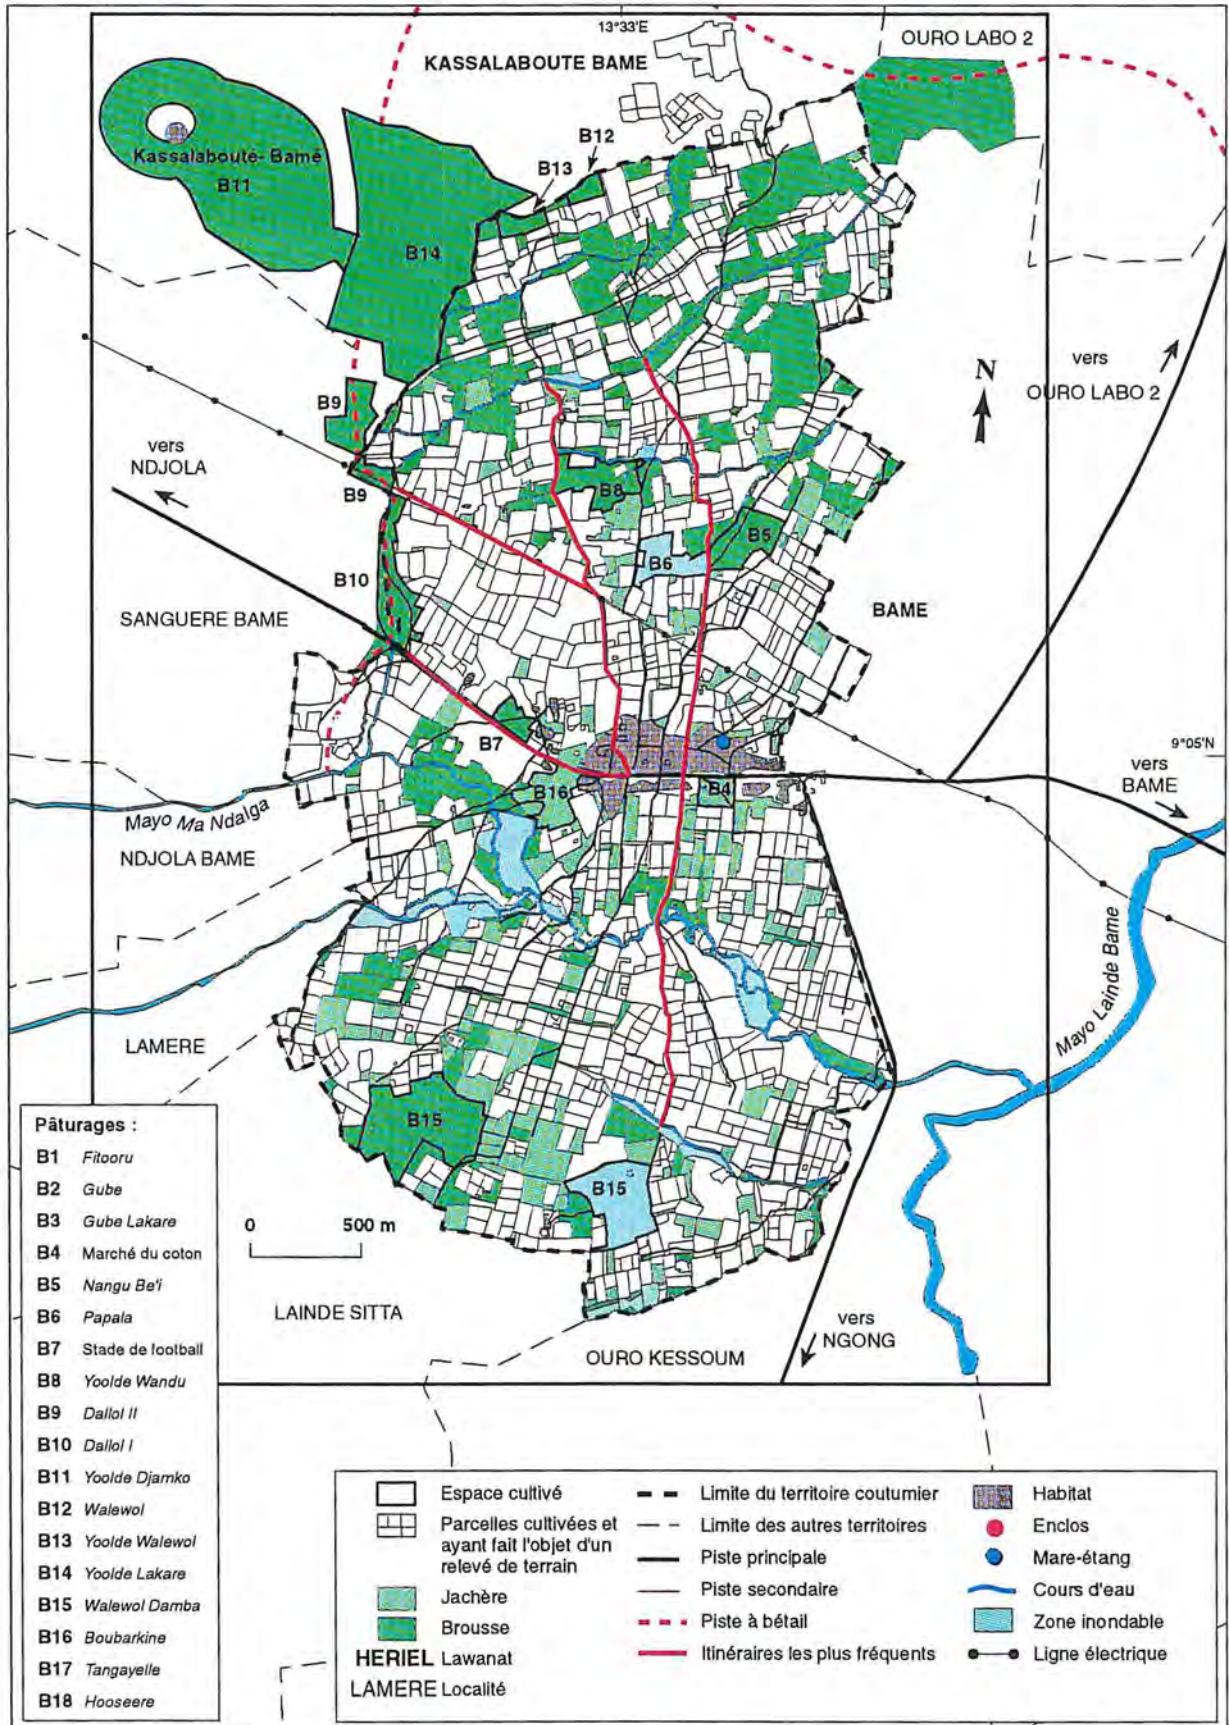 13°33'E
OURO LABO 2
KASSALABOUTE BAME
B12
B13
Kassalabouté-Bamé
B11
B14
N
vers
OURO LABO 2
B9
vers
NDJOLA
B9
B8
B5
B6
B10
SANGUERE BAME
BAME
B7
9°05'N
vers
BAME
B16
B4
Mayo Ma Ndalga
NDJOLA BAME
Mayo Lainde Bame
LAMERE
B15
B15
0 500 m
LAINDE SITTA
vers
NGONG
OURO KESSOUM
Pâturages :
B1 Fitooru
B2 Gube
B3 Gube Lakare
B4 Marché du coton
B5 Nangu Be'i
B6 Papala
B7 Stade de football
B8 Yoolde Wandu
B9 Dallol II
B10 Dallol I
B11 Yoolde Djamko
B12 Walewol
B13 Yoolde Walewol
B14 Yoolde Lakare
B15 Walewol Damba
B16 Boubarkine
B17 Tangayelle
B18 Hooseere
Espace cultivé
Parcelles cultivées et
ayant fait l'objet d'un
relevé de terrain
Jachère
Brousse
HERIEL Lawanat
LAMERE Localité
Limite du territoire coutumier
Limite des autres territoires
Piste principale
Piste secondaire
Piste à bétail
Itinéraires les plus fréquents
Habitat
Enclos
Mare-étang
Cours d'eau
Zone inondable
Ligne électrique